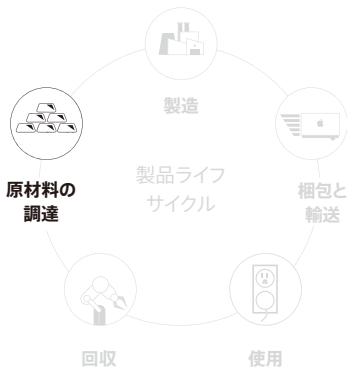 製造
原材料の
調達
製品ライフ
サイクル
梱包と
輸送
回収
使用